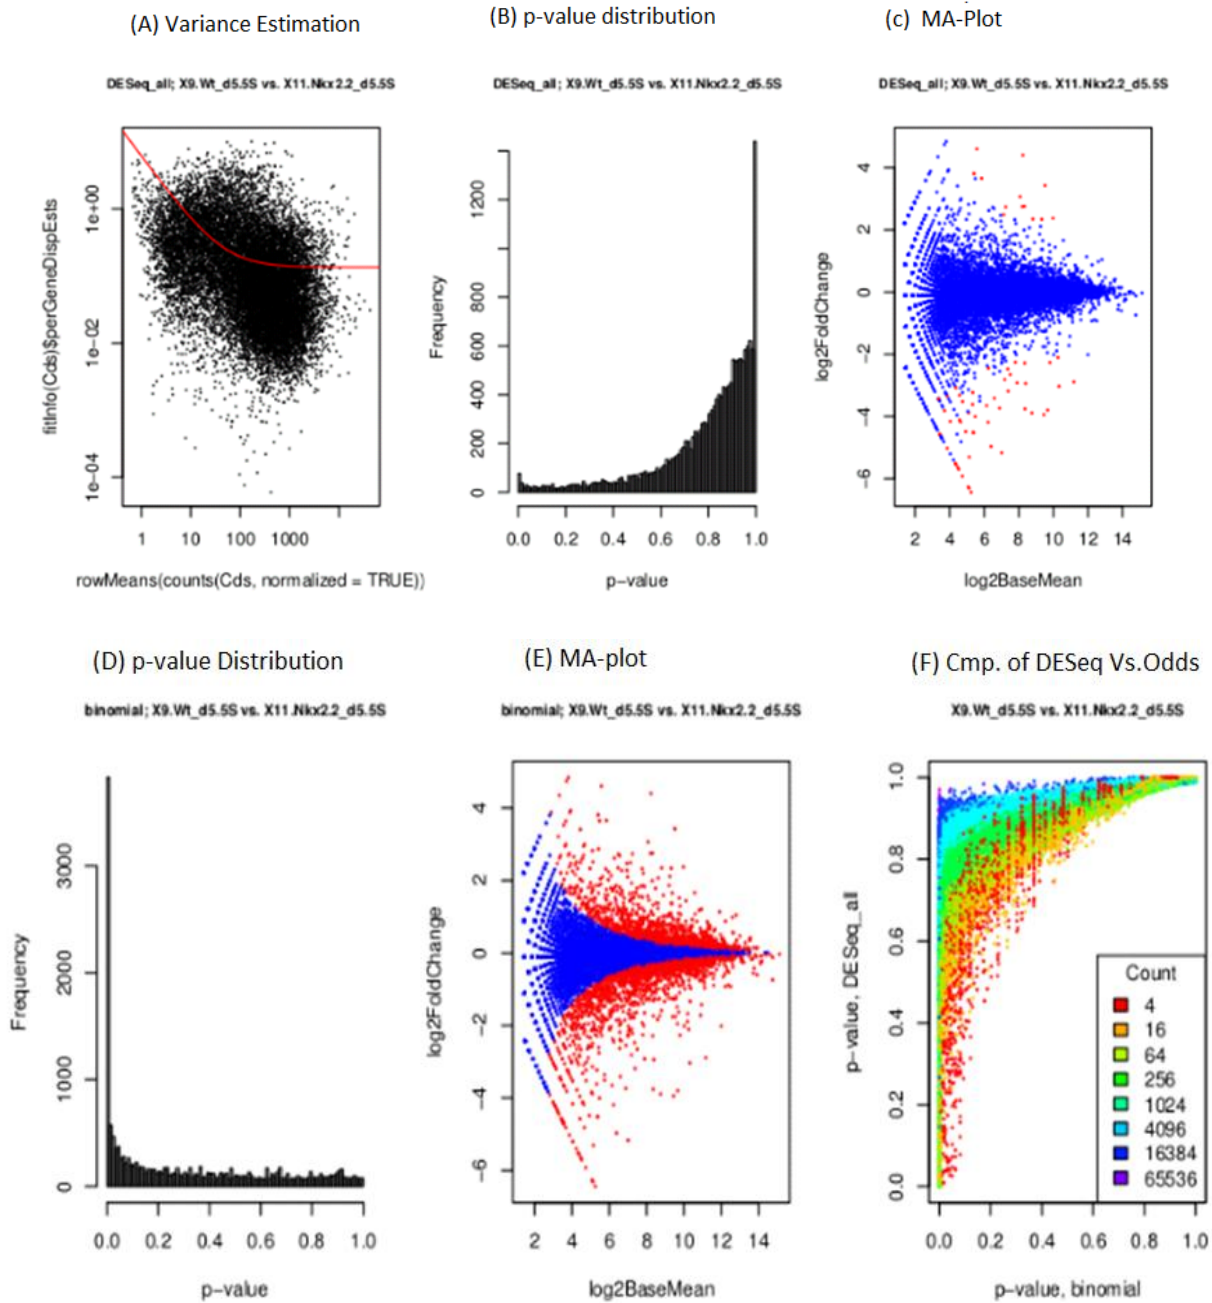 (A) Variance Estimation
(B) p-value distribution
(c) MA-Plot
DESeq_all; X9.Wt_d5.5S vs. X11.Nkx2.2_d5.5S
DESeq_all; X9.Wt_d5.5S vs. X11.Nkx2.2_d5.5S
DESeq_all; X9.Wt_d5.5S vs. X11.Nkx2.2_d5.5S
fitInfo(Cds)$perGeneDispEsts
1e+00
1e-02
1e-04
1 10 100 1000
rowMeans(counts(Cds, normalized = TRUE))
Frequency
1200
800
600
400
200
0
0.0 0.2 0.4 0.6 0.8 1.0
p-value
log2FoldChange
4
2
0
-2
-4
-6
2 4 6 8 10 12 14
log2BaseMean
(D) p-value Distribution
(E) MA-plot
(F) Cmp. of DESeq Vs.Odds
binomial; X9.Wt_d5.5S vs. X11.Nkx2.2_d5.5S
binomial; X9.Wt_d5.5S vs. X11.Nkx2.2_d5.5S
X9.Wt_d5.5S vs. X11.Nkx2.2_d5.5S
Frequency
3000
2000
1000
0
0.0 0.2 0.4 0.6 0.8 1.0
p-value
log2FoldChange
4
2
0
-2
-4
-6
2 4 6 8 10 12 14
log2BaseMean
p-value, DESeq_all
1.0
0.8
0.6
0.4
0.2
0.0
Count
4
16
64
256
1024
4096
16384
65536
0.0 0.2 0.4 0.6 0.8 1.0
p-value, binomial